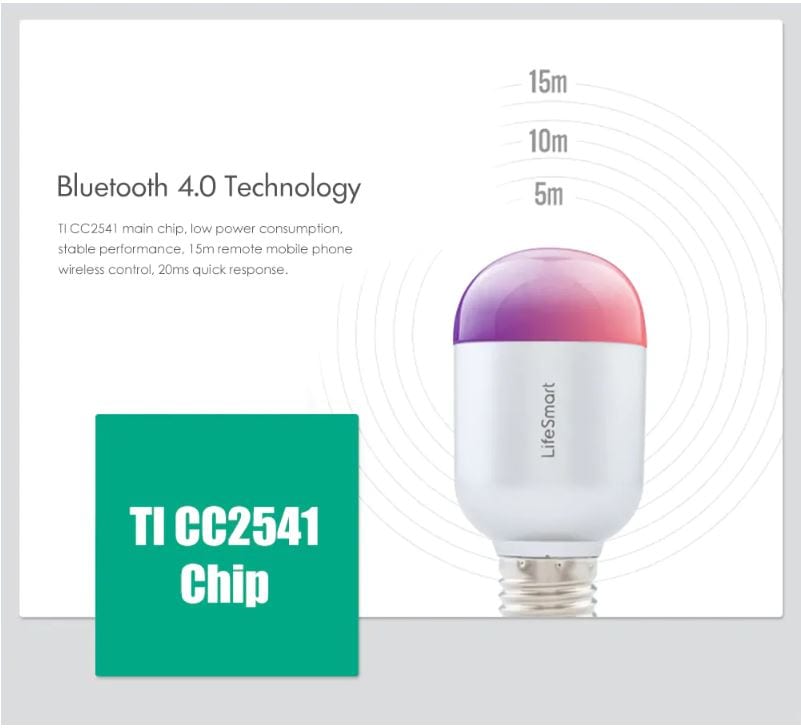 15m
10m
5m
Bluetooth 4.0 Technology
TI CC2541 main chip, low power consumption,
stable performance, 15m remote mobile phone
wireless control, 20ms quick response.
LifeSmart
TI CC2541
Chip